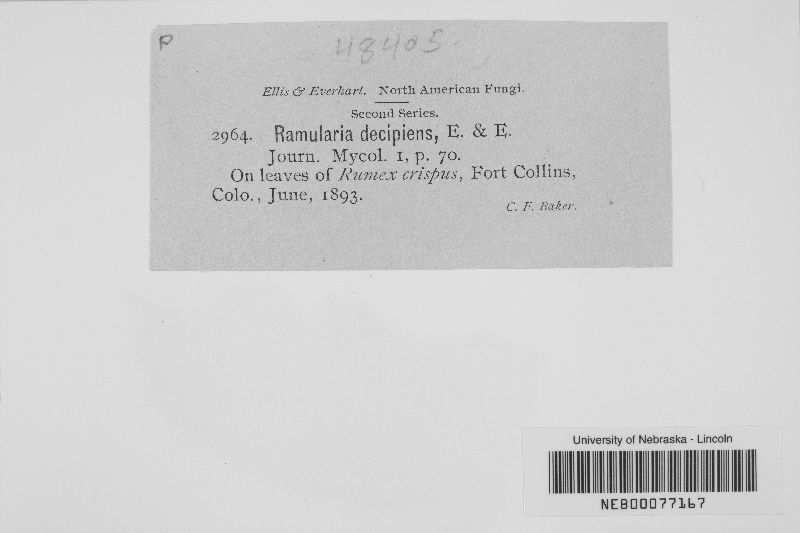 P
48405.
Ellis & Everhart. North American Fungi.
Second Series.
2964. Ramularia decipiens, E. & E.
Journ. Mycol. 1, p. 70.
On leaves of Rumex crispus, Fort Collins,
Colo., June, 1893.
C. F. Baker.
University of Nebraska - Lincoln
NEB00077167